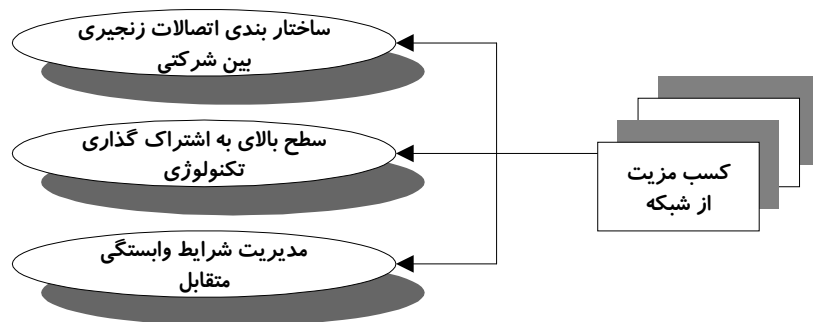 ساختار بندی اتصالات زنجیری
بین شرکتی
سطح بالای به اشتراک گذاری
تکنولوژی
کسب مزیت
از شبکه
مدیریت شرایط وابستگی
متقابل